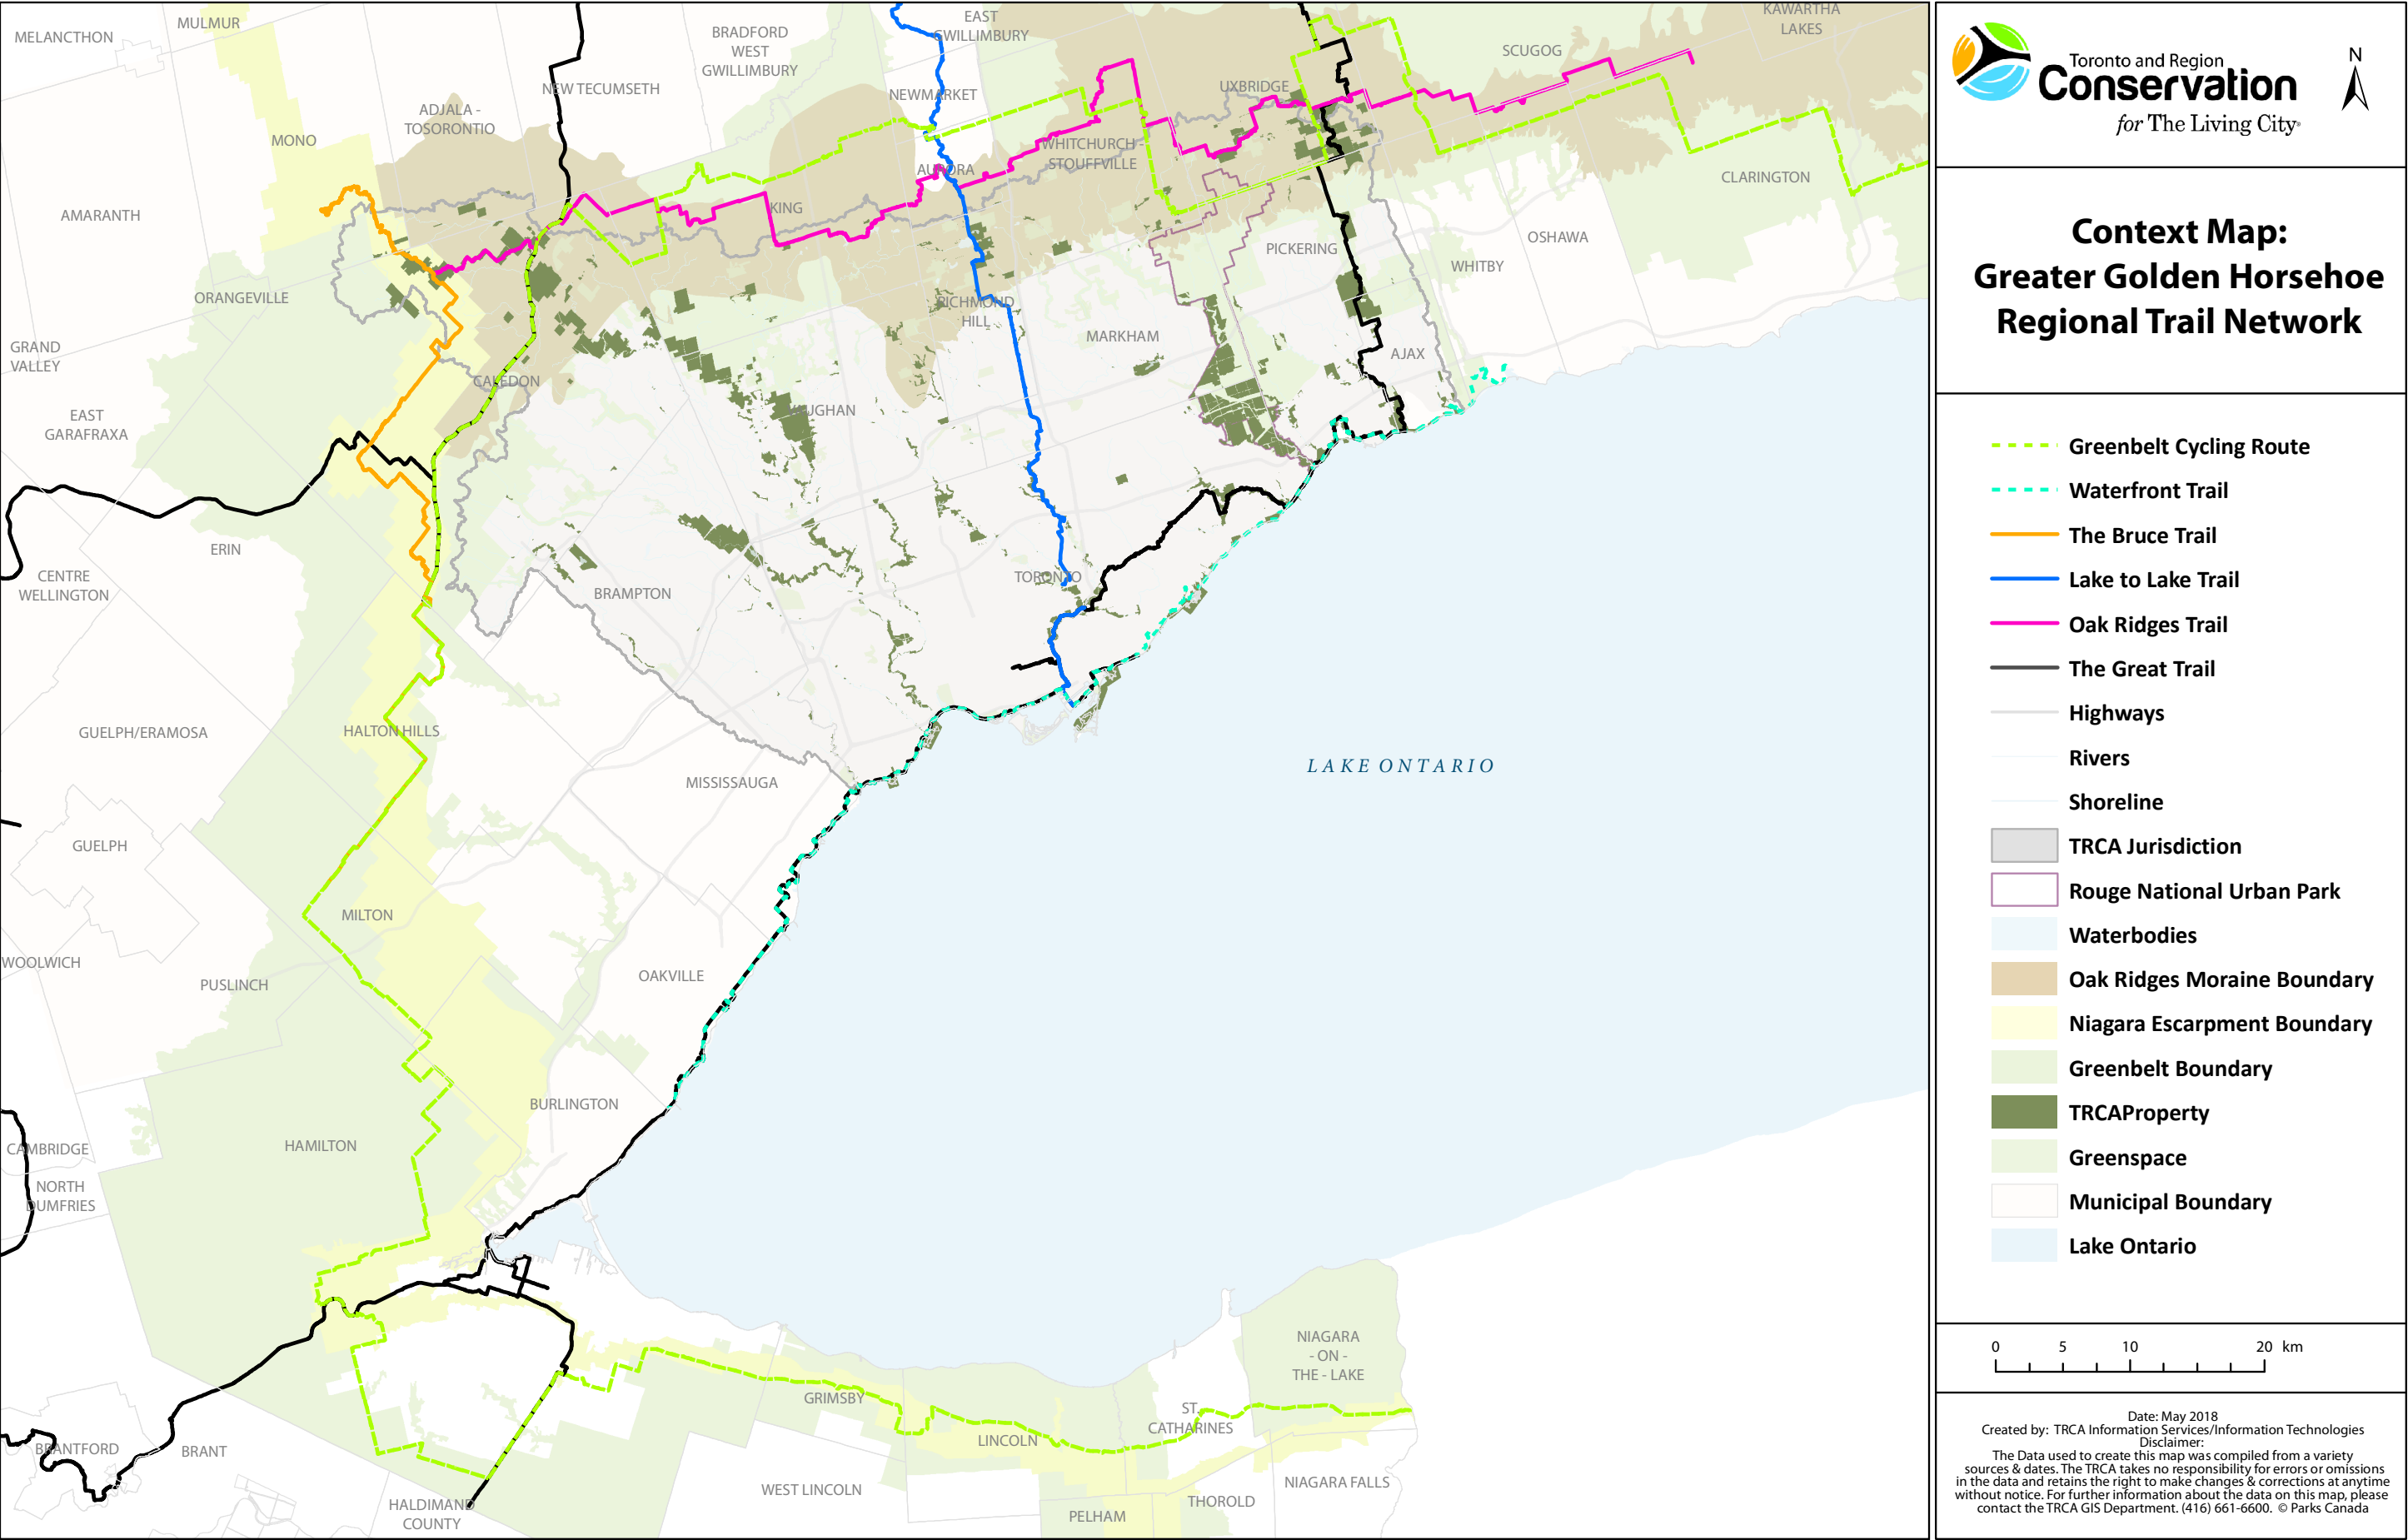 MELANCTHON
MULMUR
BRADFORD
WEST
GWILLIMBURY
EAST
GWILLIMBURY
KAWARTHA
LAKES
SCUGOG
NEW TECUMSETH
NEWMARKET
UXBRIDGE
ADJALA -
TOSORONTIO
MONO
WHITCHURCH -
STOUFFVILLE
AURORA
CLARINGTON
AMARANTH
KING
PICKERING
OSHAWA
WHITBY
ORANGEVILLE
RICHMOND
HILL
MARKHAM
AJAX
GRAND
VALLEY
CALEDON
VAUGHAN
EAST
GARAFRAXA
ERIN
CENTRE
WELLINGTON
BRAMPTON
TORONTO
GUELPH/ERAMOSA
HALTON HILLS
MISSISSAUGA
LAKE ONTARIO
GUELPH
MILTON
WOOLWICH
PUSLINCH
OAKVILLE
BURLINGTON
HAMILTON
CAMBRIDGE
NORTH
DUMFRIES
NIAGARA
- ON -
THE - LAKE
GRIMSBY
ST.
CATHARINES
LINCOLN
BRANTFORD
BRANT
WEST LINCOLN
NIAGARA FALLS
THOROLD
HALDIMAND
COUNTY
PELHAM
Toronto and Region
Conservation
for The Living City®
N
Context Map:
Greater Golden Horsehoe
Regional Trail Network
Greenbelt Cycling Route
Waterfront Trail
The Bruce Trail
Lake to Lake Trail
Oak Ridges Trail
The Great Trail
Highways
Rivers
Shoreline
TRCA Jurisdiction
Rouge National Urban Park
Waterbodies
Oak Ridges Moraine Boundary
Niagara Escarpment Boundary
Greenbelt Boundary
TRCAProperty
Greenspace
Municipal Boundary
Lake Ontario
0 5 10 20 km
Date: May 2018
Created by: TRCA Information Services/Information Technologies
Disclaimer:
The Data used to create this map was compiled from a variety
sources & dates. The TRCA takes no responsibility for errors or omissions
in the data and retains the right to make changes & corrections at anytime
without notice. For further information about the data on this map, please
contact the TRCA GIS Department. (416) 661-6600. © Parks Canada